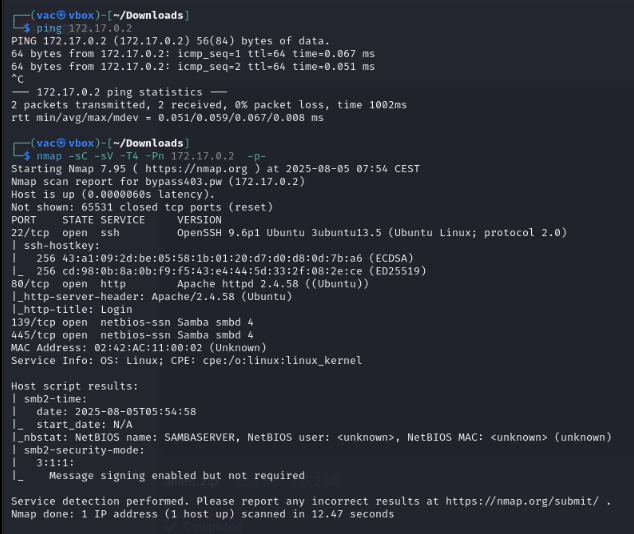 ┌──(vac㉿vbox)-[~/Downloads]
└─$ ping 172.17.0.2
PING 172.17.0.2 (172.17.0.2) 56(84) bytes of data.
64 bytes from 172.17.0.2: icmp_seq=1 ttl=64 time=0.067 ms
64 bytes from 172.17.0.2: icmp_seq=2 ttl=64 time=0.051 ms
^C
--- 172.17.0.2 ping statistics ---
2 packets transmitted, 2 received, 0% packet loss, time 1002ms
rtt min/avg/max/mdev = 0.051/0.059/0.067/0.008 ms
┌──(vac㉿vbox)-[~/Downloads]
└─$ nmap -sC -sV -T4 -Pn 172.17.0.2 -p-
Starting Nmap 7.95 ( https://nmap.org ) at 2025-08-05 07:54 CEST
Nmap scan report for bypass403.pw (172.17.0.2)
Host is up (0.0000060s latency).
Not shown: 65531 closed tcp ports (reset)
PORT STATE SERVICE VERSION
22/tcp open ssh OpenSSH 9.6p1 Ubuntu 3ubuntu13.5 (Ubuntu Linux; protocol 2.0)
| ssh-hostkey:
| 256 43:a1:09:2d:be:05:58:1b:01:20:d7:d0:d8:0d:7b:a6 (ECDSA)
|_ 256 cd:98:0b:8a:0b:f9:f5:43:e4:44:5d:33:2f:08:2e:ce (ED25519)
80/tcp open http Apache httpd 2.4.58 ((Ubuntu))
|_http-server-header: Apache/2.4.58 (Ubuntu)
|_http-title: Login
139/tcp open netbios-ssn Samba smbd 4
445/tcp open netbios-ssn Samba smbd 4
MAC Address: 02:42:AC:11:00:02 (Unknown)
Service Info: OS: Linux; CPE: cpe:/o:linux:linux_kernel
Host script results:
| smb2-time:
| date: 2025-08-05T05:54:58
|_ start_date: N/A
|_nbstat: NetBIOS name: SAMBASERVER, NetBIOS user: <unknown>, NetBIOS MAC: <unknown> (unknown)
| smb2-security-mode:
| 3:1:1:
|_ Message signing enabled but not required
Service detection performed. Please report any incorrect results at https://nmap.org/submit/ .
Nmap done: 1 IP address (1 host up) scanned in 12.47 seconds
Completed